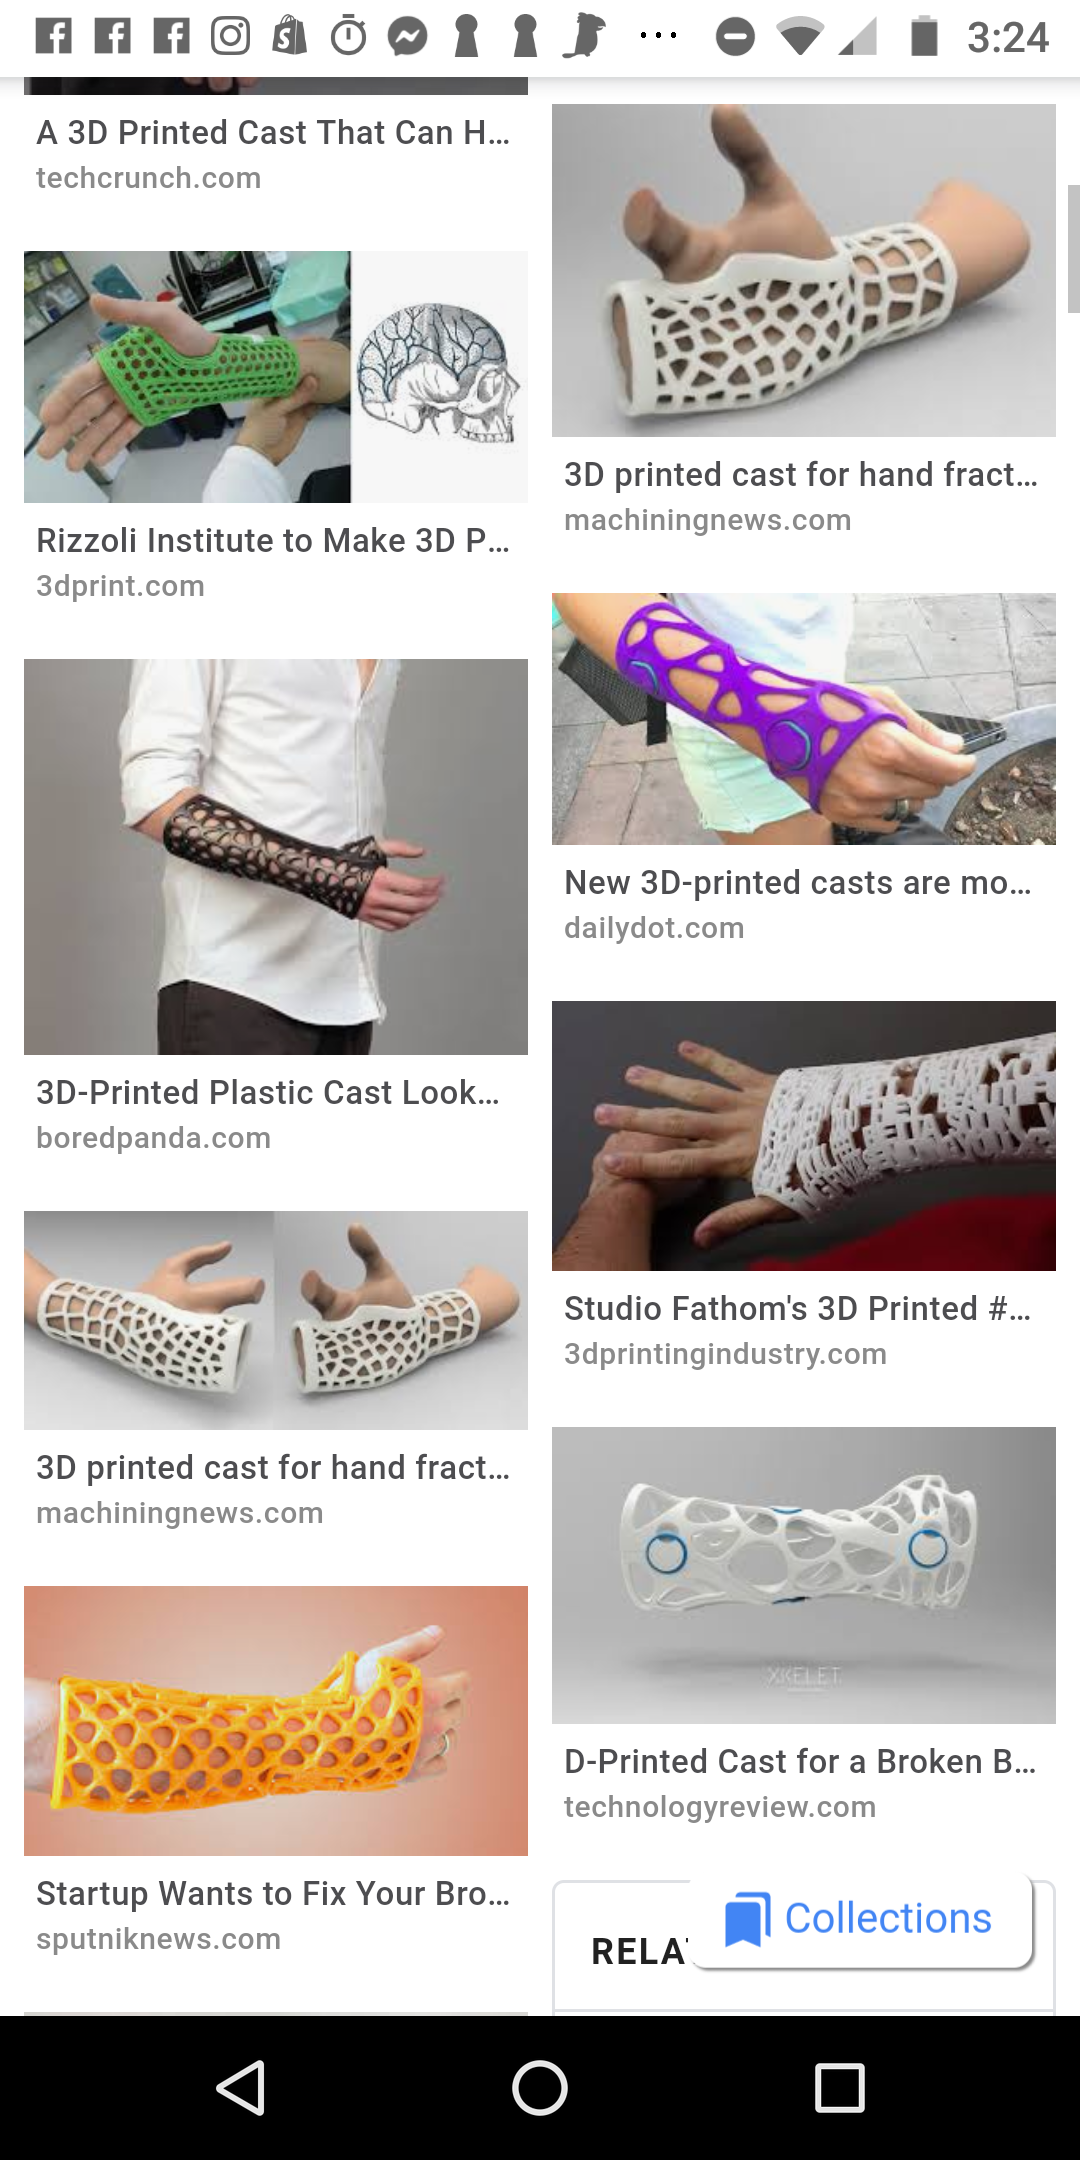 3:24
A 3D Printed Cast That Can H...
techcrunch.com
Rizzoli Institute to Make 3D P...
3dprint.com
3D-Printed Plastic Cast Look...
boredpanda.com
3D printed cast for hand fract...
machiningnews.com
Startup Wants to Fix Your Bro...
sputniknews.com
3D printed cast for hand fract...
machiningnews.com
New 3D-printed casts are mo...
dailydot.com
Studio Fathom's 3D Printed #...
3dprintingindustry.com
XKELET
D-Printed Cast for a Broken B...
technologyreview.com
RELA
Collections